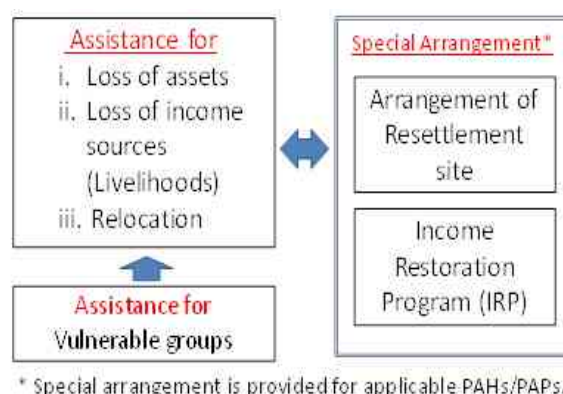 Assistance for
i. Loss of assets
ii. Loss of income
sources
(Livelihoods)
iii. Relocation
Assistance for
Vulnerable groups
Special Arrangement*
Arrangement of
Resettlement
site
Income
Restoration
Program (IRP)
* Special arrangement is provided for applicable PAHs/PAPs.